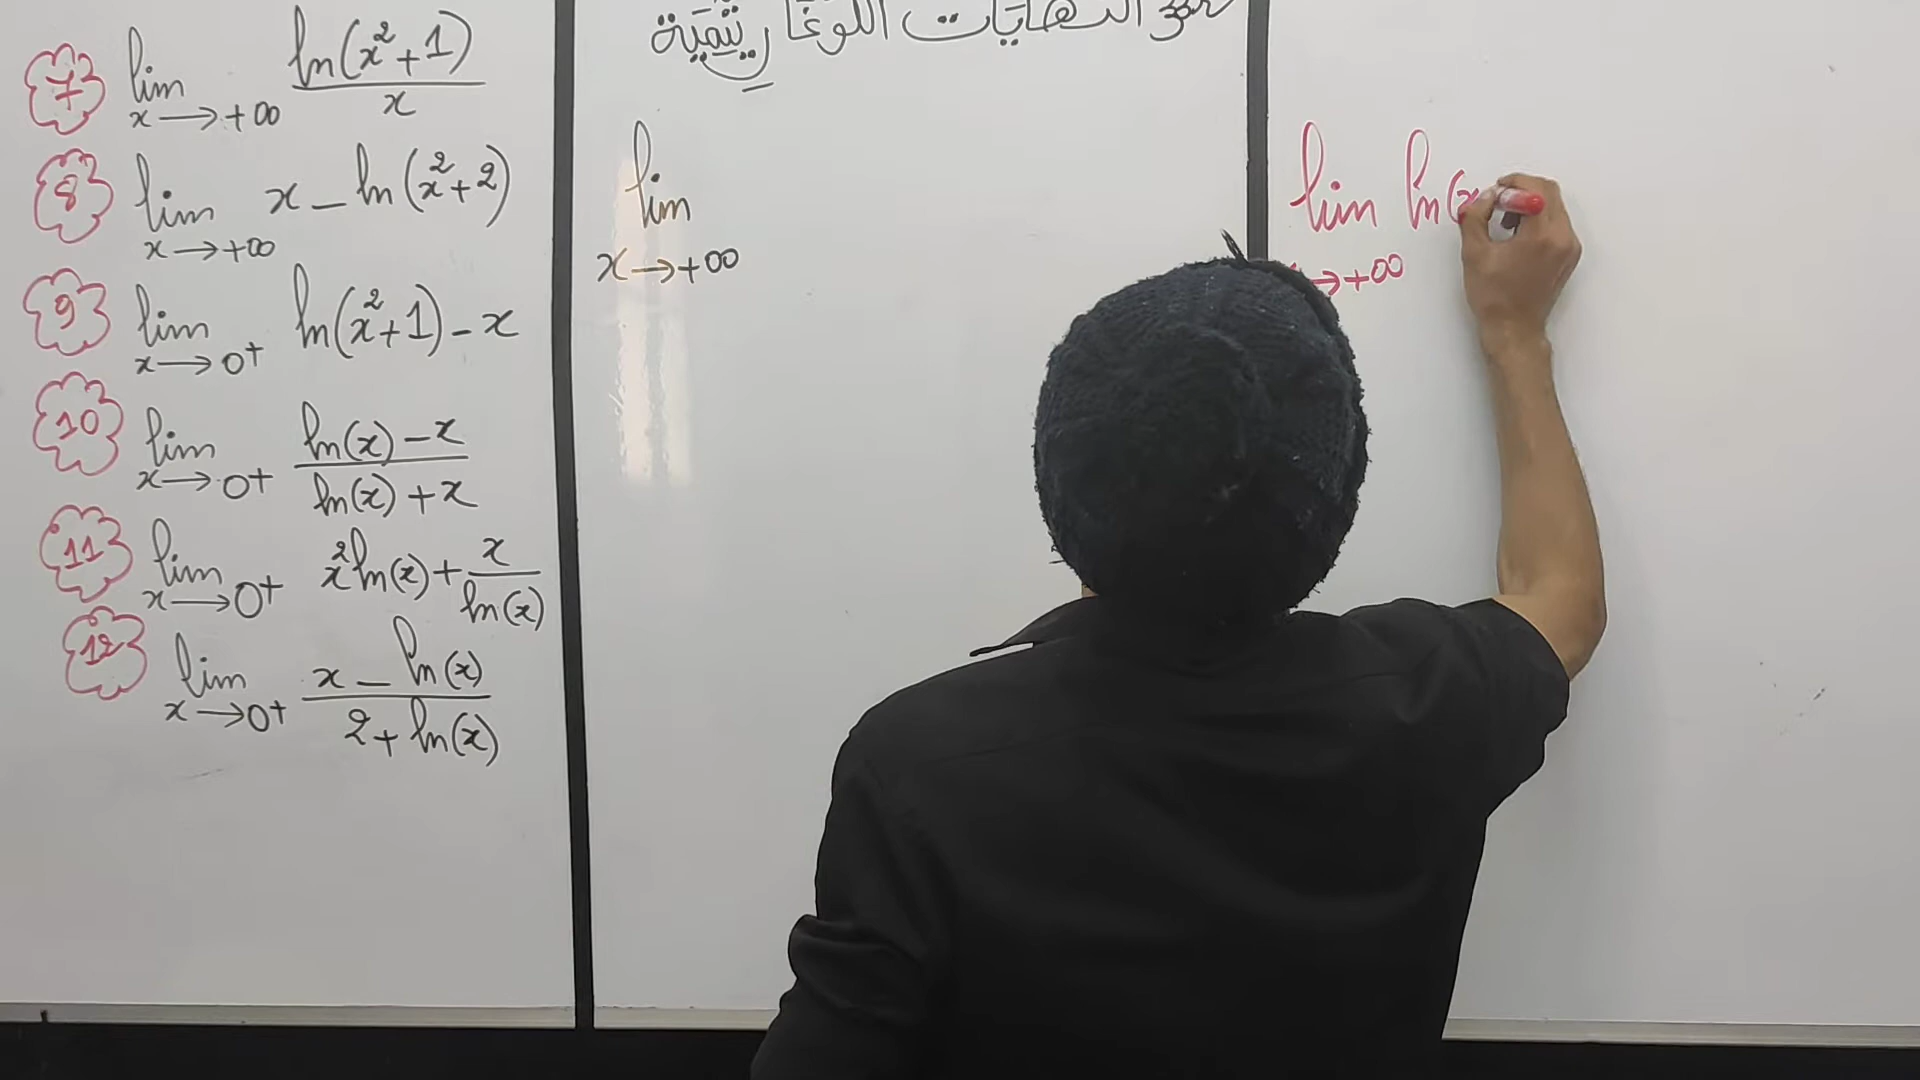 النهايات اللوغاريتمية
7 lim x→+∞ ln(x²+1)/x
8 lim x→+∞ x - ln(x²+2)
9 lim x→0⁺ ln(x²+1) - x
10 lim x→0⁺ (ln(x) - x)/(ln(x) + x)
11 lim x→0⁺ x²ln(x) + x/ln(x)
12 lim x→0⁺ (x - ln(x))/(2 + ln(x))
lim x→+∞
lim ln(x
→+∞